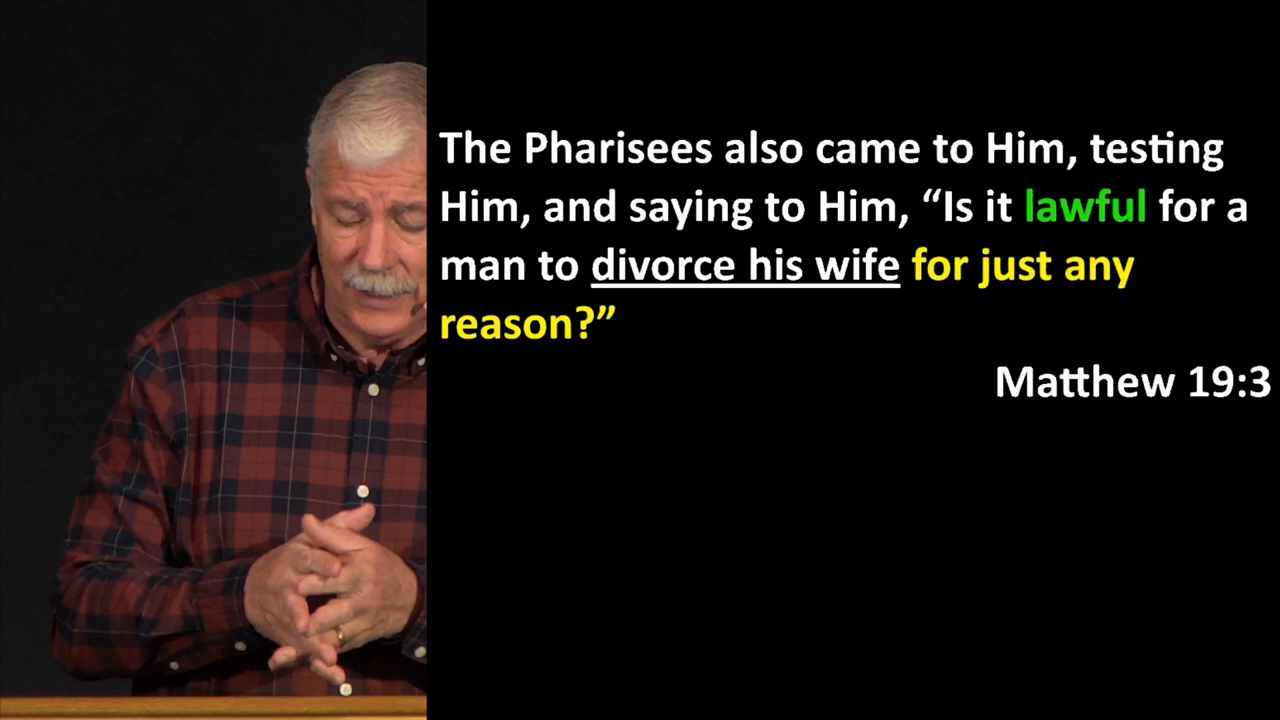 The Pharisees also came to Him, testing
Him, and saying to Him, “Is it lawful for a
man to divorce his wife for just any
reason?”
Matthew 19:3